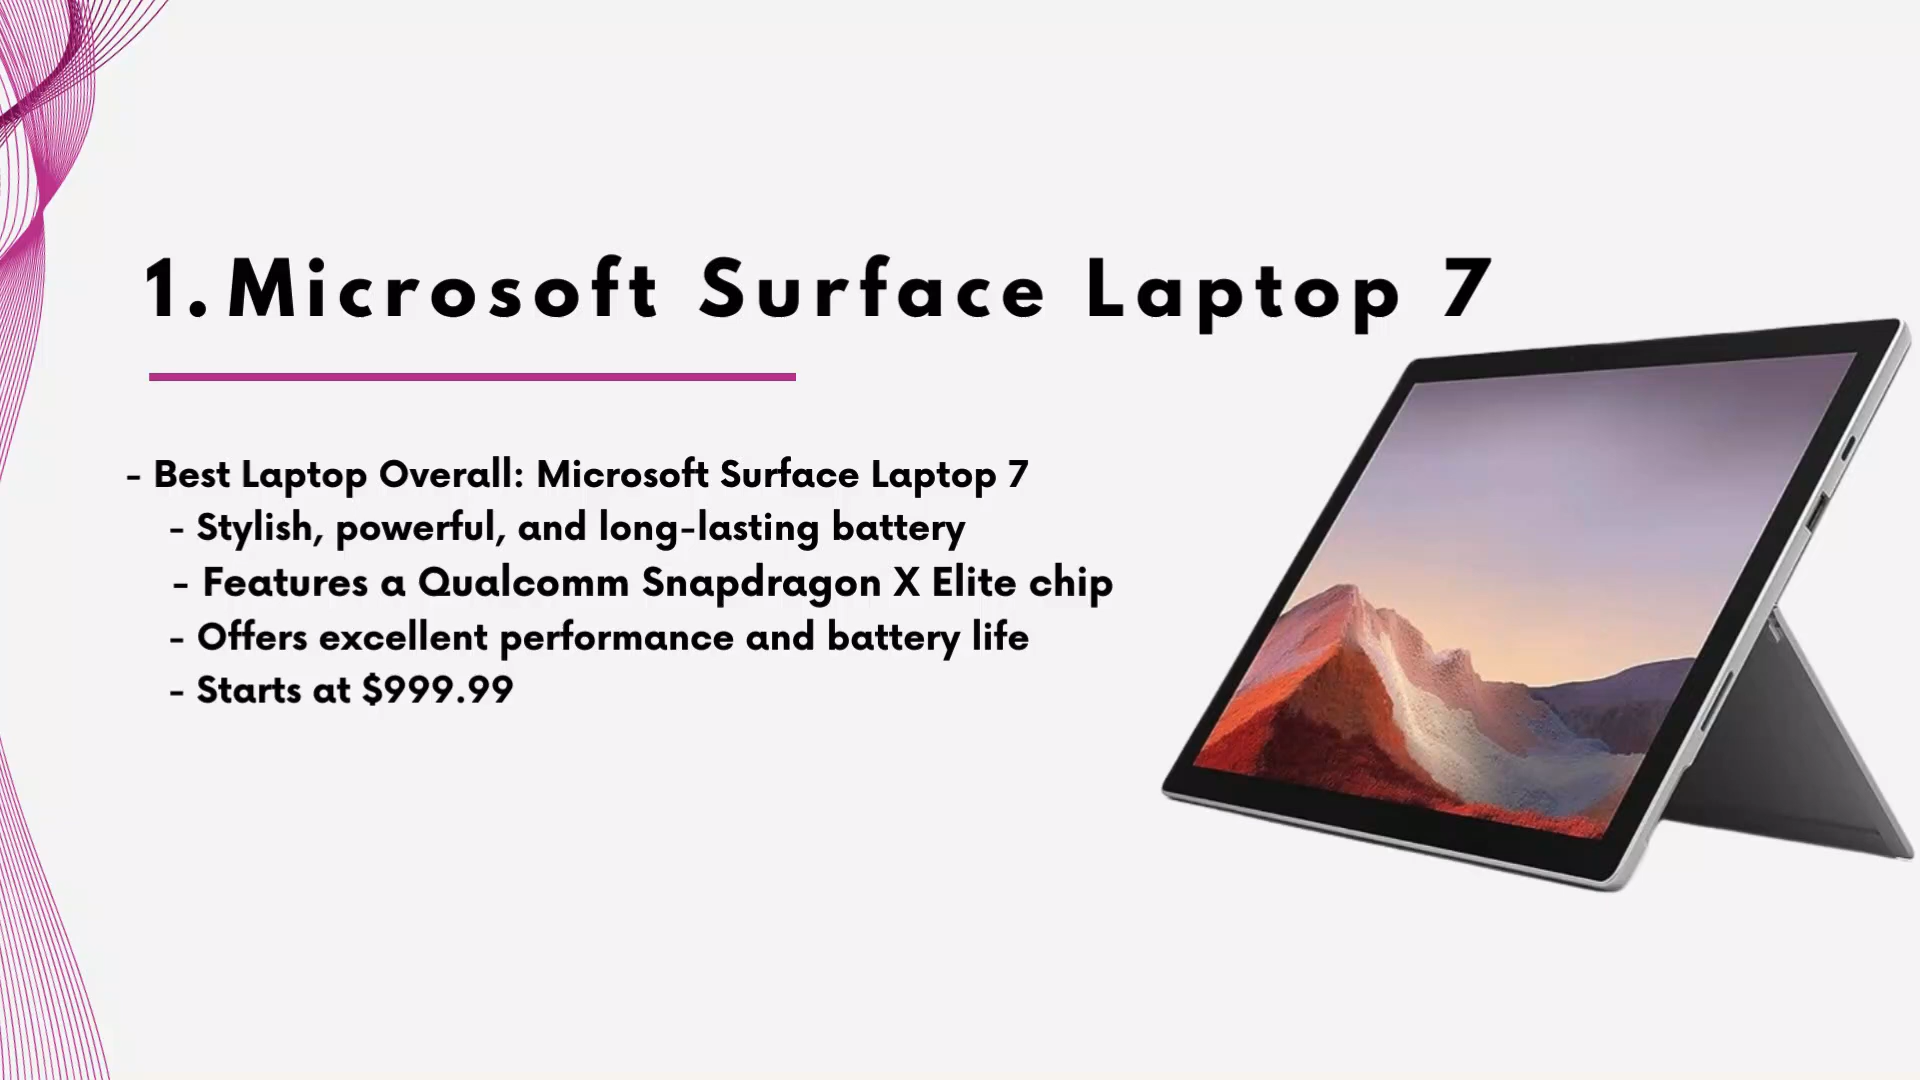 1. Microsoft Surface Laptop 7
- Best Laptop Overall: Microsoft Surface Laptop 7
- Stylish, powerful, and long-lasting battery
- Features a Qualcomm Snapdragon X Elite chip
- Offers excellent performance and battery life
- Starts at $999.99